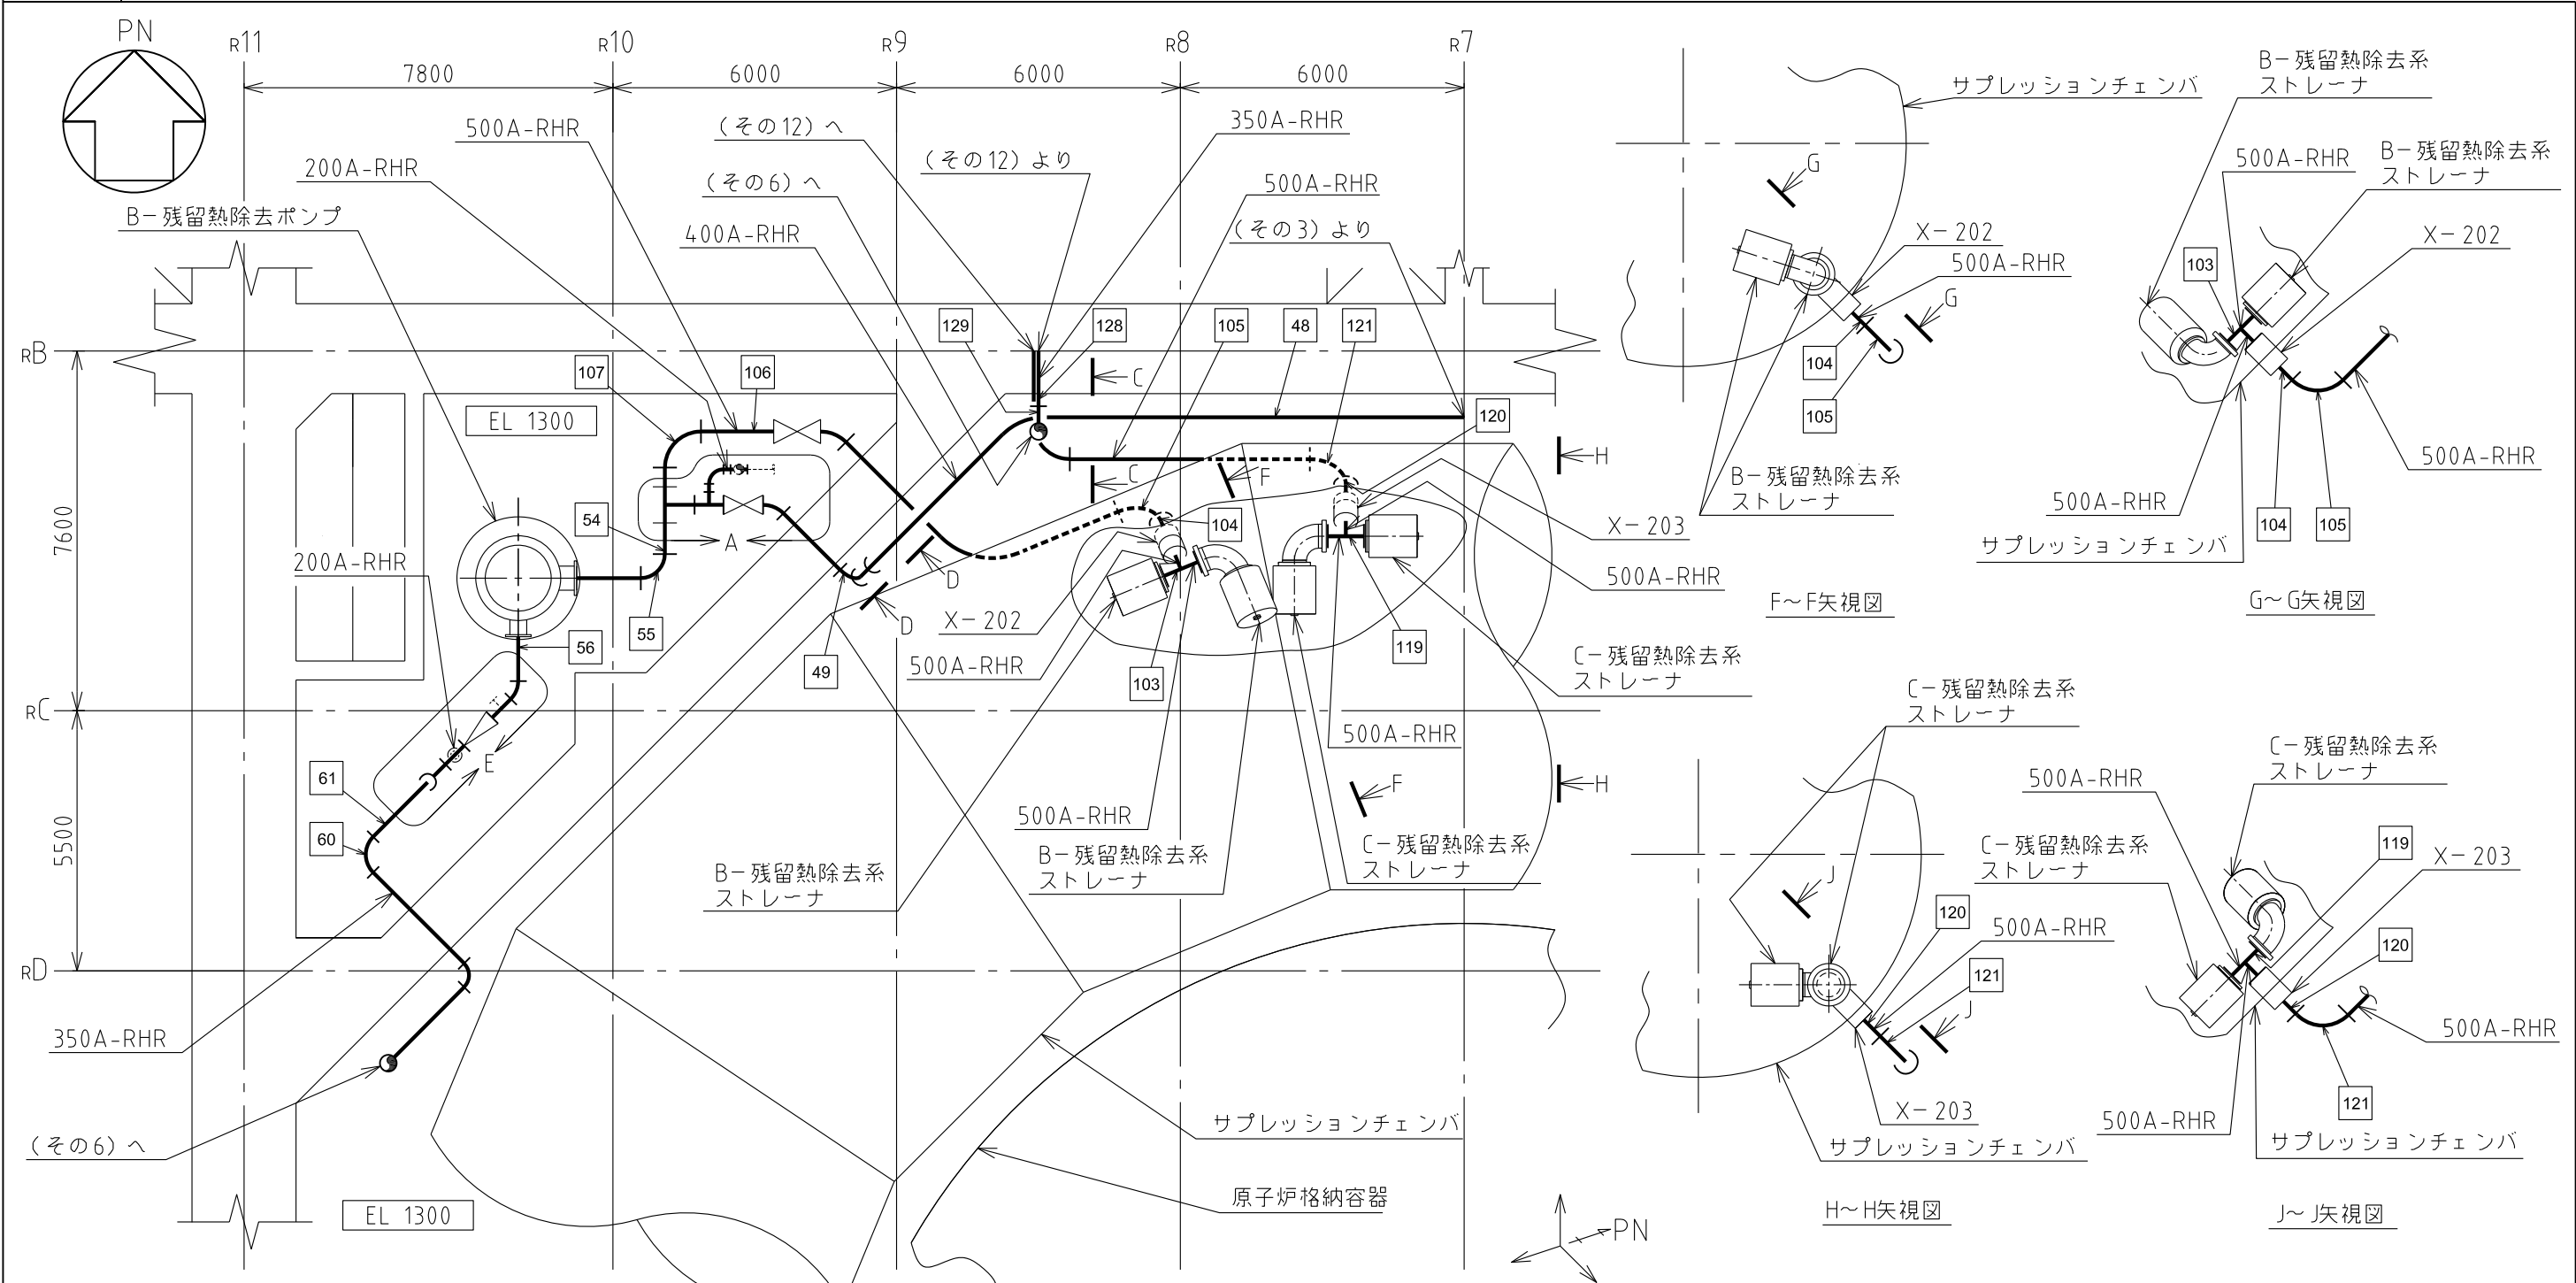 PN
R11
R10
R9
R8
R7
7800
6000
6000
6000
500A-RHR
(その12)へ
350A-RHR
200A-RHR
(その12)より
(その6)へ
500A-RHR
B-残留熱除去ポンプ
400A-RHR
(その3)より
RB
129
128
C
105
48
121
107
106
EL 1300
120
H
F
C
7600
54
A
104
X-203
200A-RHR
D
500A-RHR
55
D
X-202
56
49
500A-RHR
103
119
C-残留熱除去系
ストレーナ
RC
500A-RHR
E
61
F
H
5500
60
500A-RHR
B-残留熱除去系
ストレーナ
B-残留熱除去系
ストレーナ
C-残留熱除去系
ストレーナ
RD
350A-RHR
(その6)へ
サプレッションチェンバ
原子炉格納容器
EL 1300
PN
サプレッションチェンバ
G
X-202
500A-RHR
G
104
105
B-残留熱除去系
ストレーナ
F~F矢視図
B-残留熱除去系
ストレーナ
500A-RHR
B-残留熱除去系
ストレーナ
103
X-202
500A-RHR
500A-RHR
104
105
サプレッションチェンバ
G~G矢視図
C-残留熱除去系
ストレーナ
J
120
500A-RHR
121
J
X-203
サプレッションチェンバ
H~H矢視図
C-残留熱除去系
ストレーナ
500A-RHR
C-残留熱除去系
ストレーナ
119
X-203
120
500A-RHR
121
500A-RHR
サプレッションチェンバ
J~J矢視図